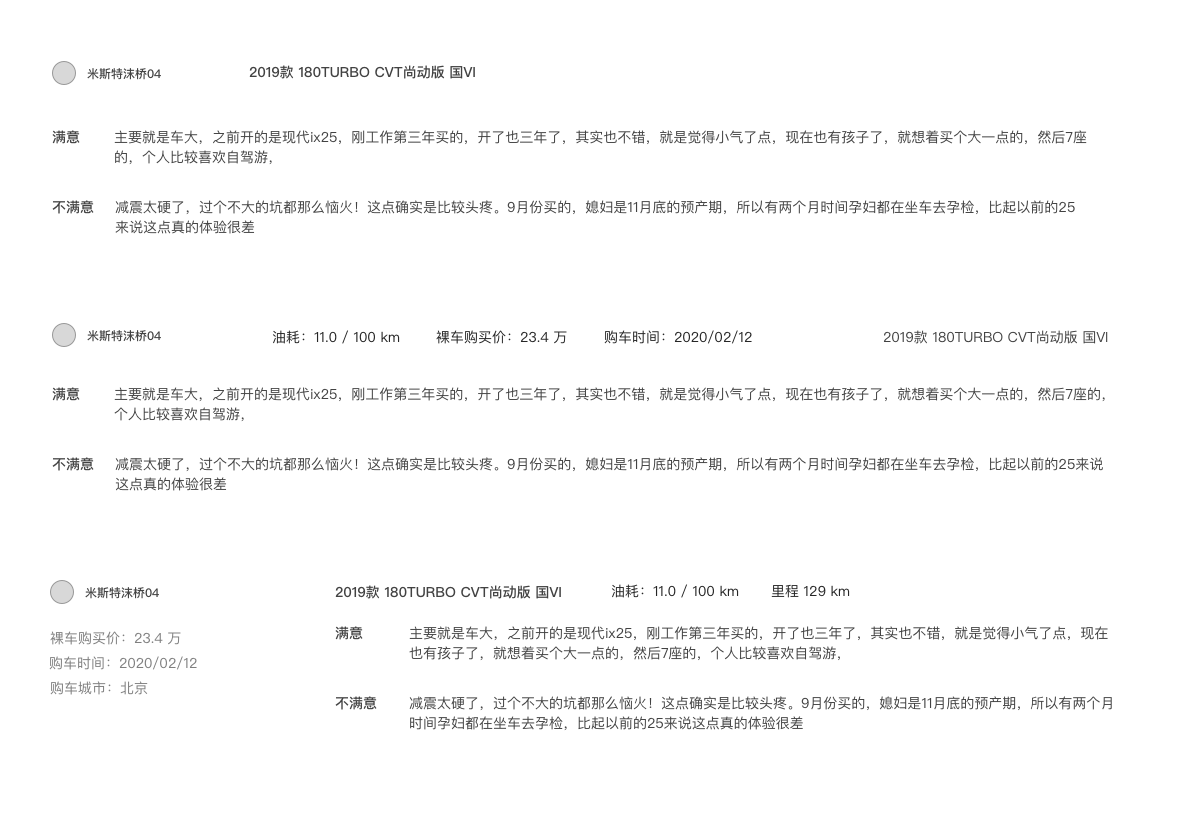 米斯特沫桥04 2019款 180TURBO CVT尚动版 国VI
满意 主要就是车大，之前开的是现代ix25，刚工作第三年买的，开了也三年了，其实也不错，就是觉得小气了点，现在也有孩子了，就想着买个大一点的，然后7座
的，个人比较喜欢自驾游，
不满意 减震太硬了，过个不大的坑都那么恼火！这点确实是比较头疼。9月份买的，媳妇是11月底的预产期，所以有两个月时间孕妇都在坐车去孕检，比起以前的25
来说这点真的体验很差
米斯特沫桥04 油耗：11.0 / 100 km 裸车购买价：23.4 万 购车时间：2020/02/12 2019款 180TURBO CVT尚动版 国VI
满意 主要就是车大，之前开的是现代ix25，刚工作第三年买的，开了也三年了，其实也不错，就是觉得小气了点，现在也有孩子了，就想着买个大一点的，然后7座的，
个人比较喜欢自驾游，
不满意 减震太硬了，过个不大的坑都那么恼火！这点确实是比较头疼。9月份买的，媳妇是11月底的预产期，所以有两个月时间孕妇都在坐车去孕检，比起以前的25来说
这点真的体验很差
米斯特沫桥04
裸车购买价：23.4 万
购车时间：2020/02/12
购车城市：北京
2019款 180TURBO CVT尚动版 国VI 油耗：11.0 / 100 km 里程 129 km
满意 主要就是车大，之前开的是现代ix25，刚工作第三年买的，开了也三年了，其实也不错，就是觉得小气了点，现在
也有孩子了，就想着买个大一点的，然后7座的，个人比较喜欢自驾游，
不满意 减震太硬了，过个不大的坑都那么恼火！这点确实是比较头疼。9月份买的，媳妇是11月底的预产期，所以有两个月
时间孕妇都在坐车去孕检，比起以前的25来说这点真的体验很差